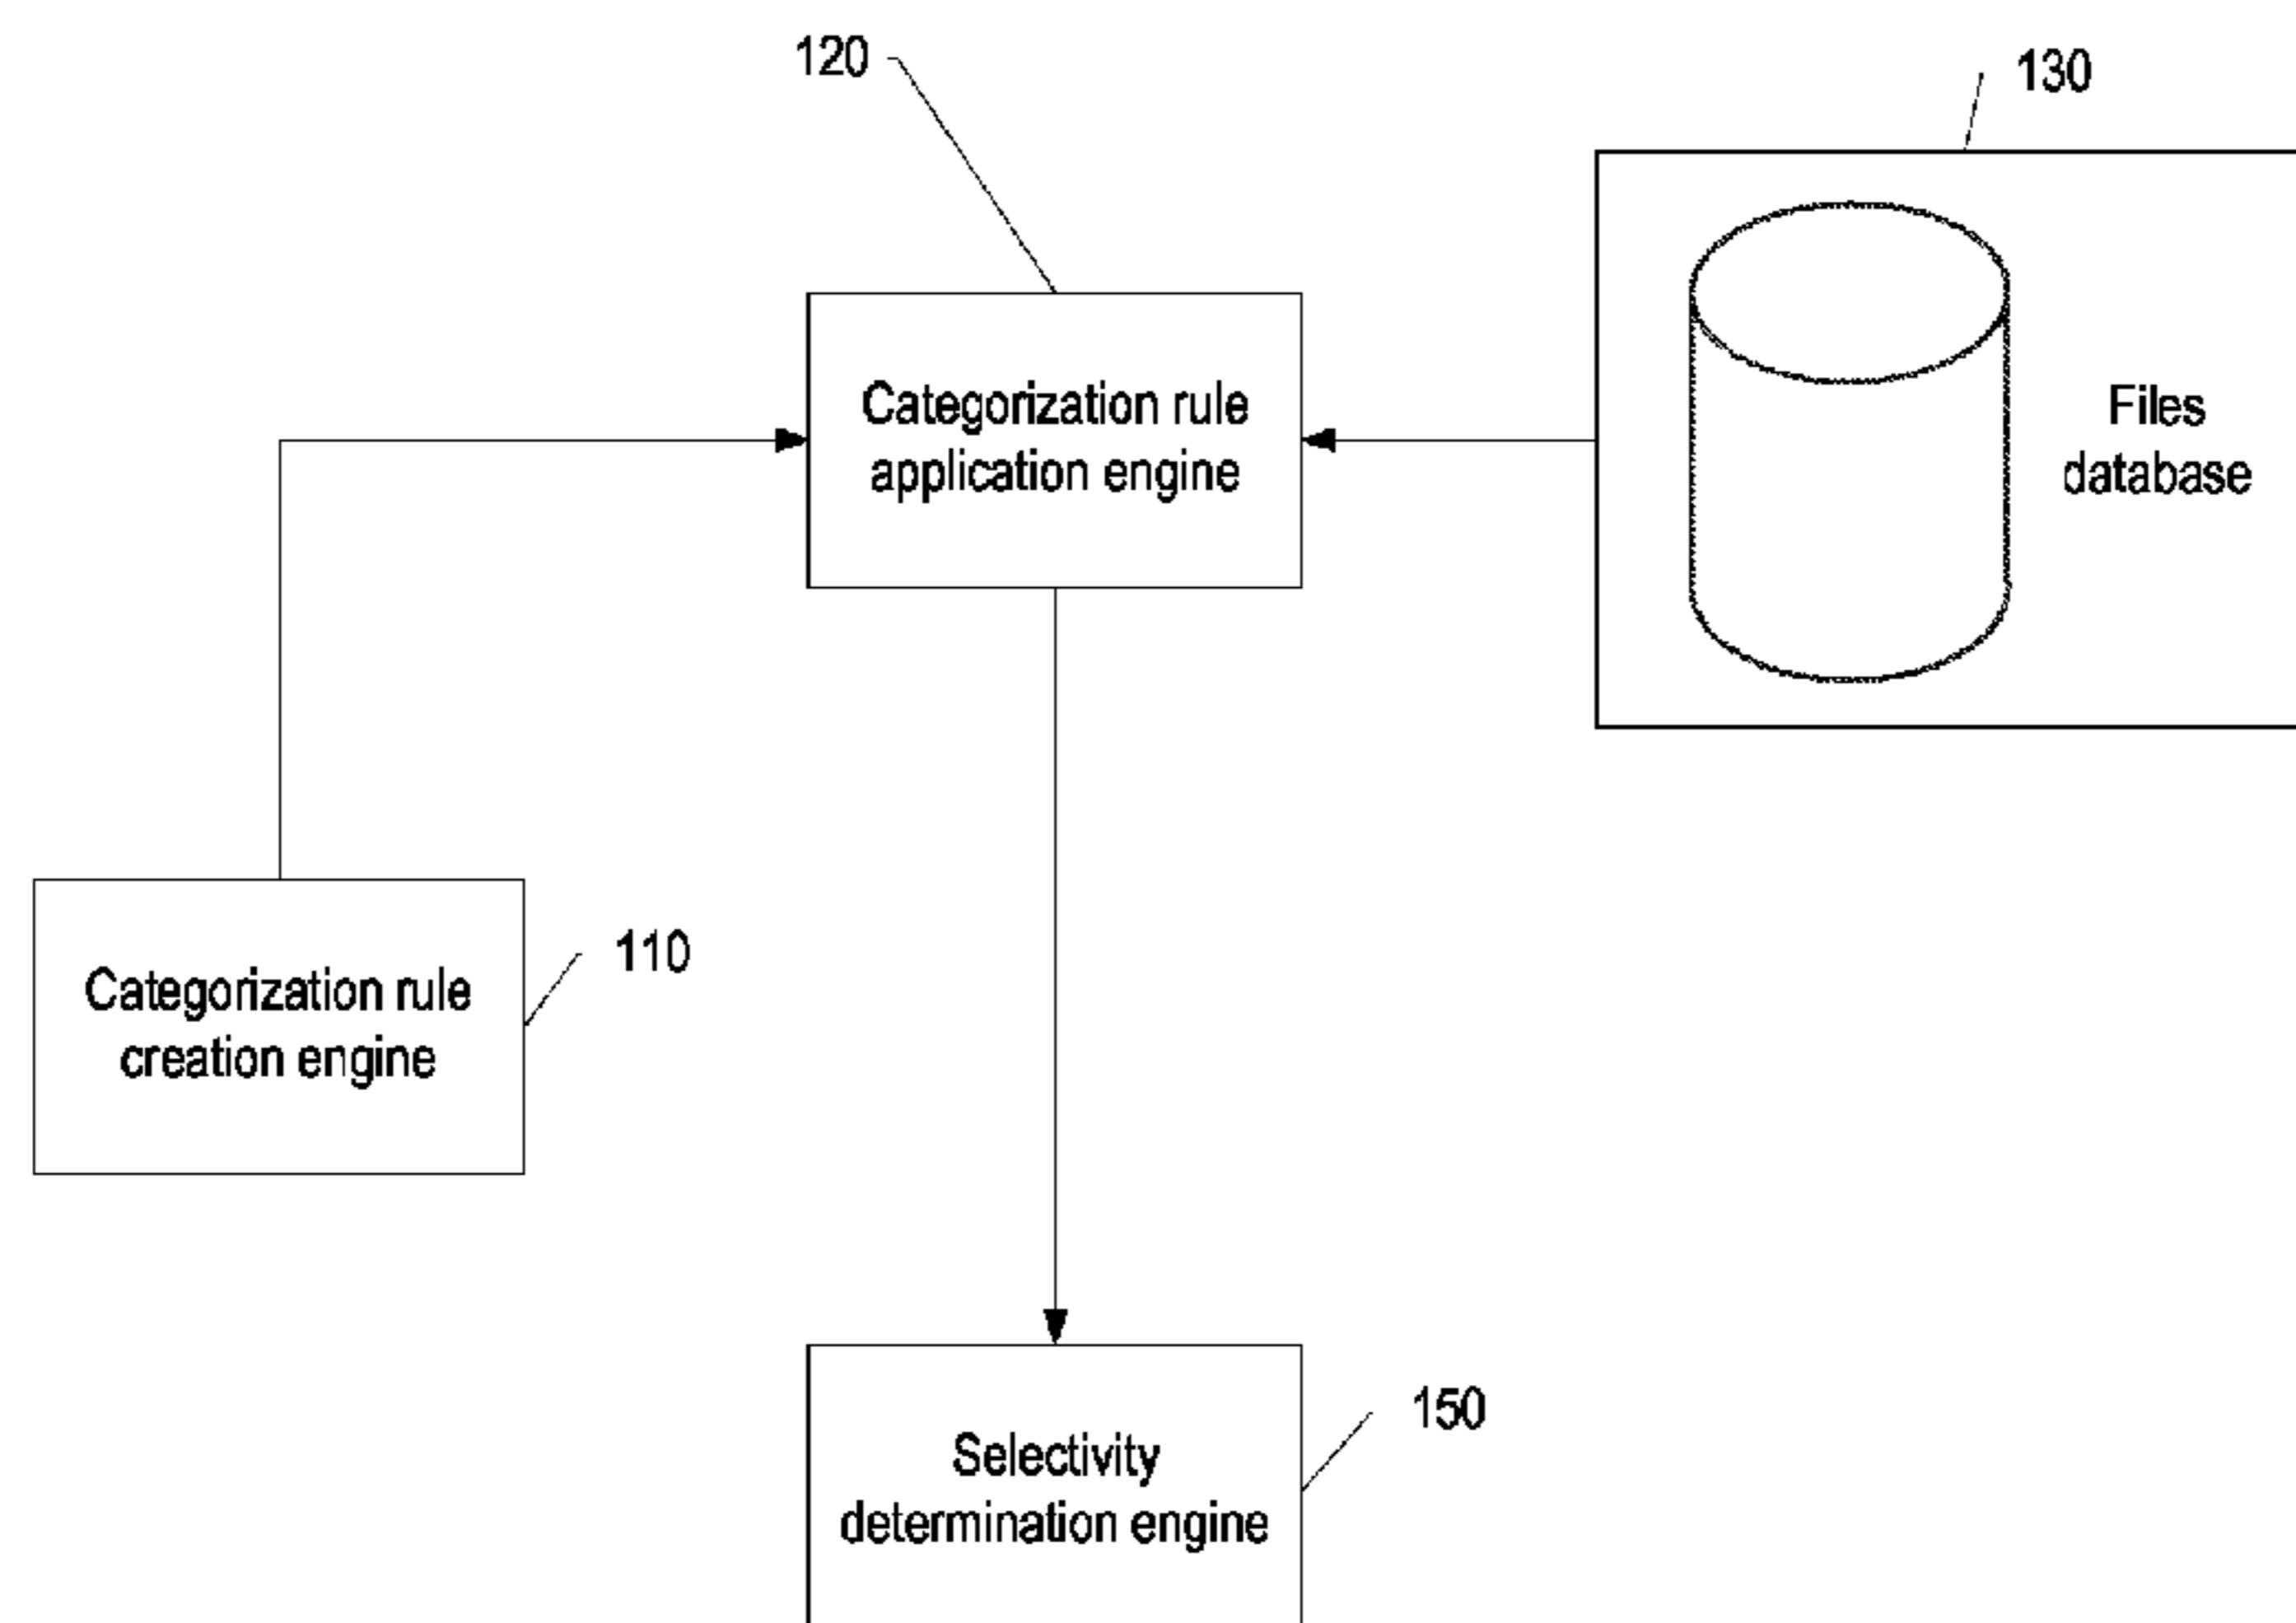 120
130
Categorization rule
application engine
Files
database
110
Categorization rule
creation engine
150
Selectivity
determination engine